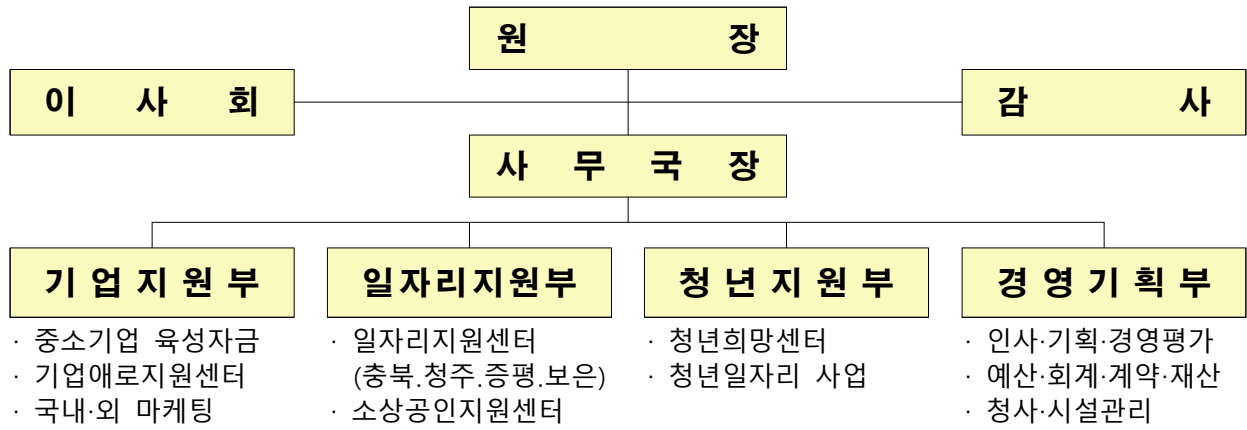 원 장
이 사 회
감 사
사 무 국 장
기 업 지 원 부
일자리지원부
청 년 지 원 부
경 영 기 획 부
· 중소기업 육성자금
· 기업애로지원센터
· 국내·외 마케팅
· 일자리지원센터
(충북.청주.증평.보은)
· 소상공인지원센터
· 청년희망센터
· 청년일자리 사업
· 인사·기획·경영평가
· 예산·회계·계약·재산
· 청사·시설관리